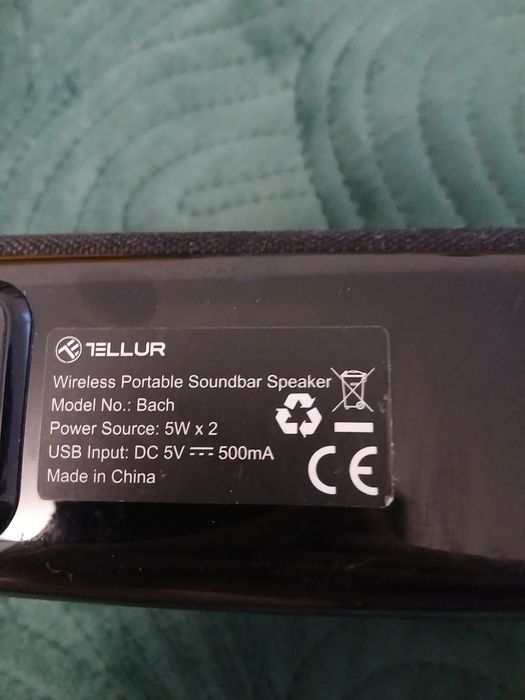 TELLUR
Wireless Portable Soundbar Speaker
Model No.: Bach
Power Source: 5W x 2
USB Input: DC 5V ⎓ 500mA
Made in China
CE